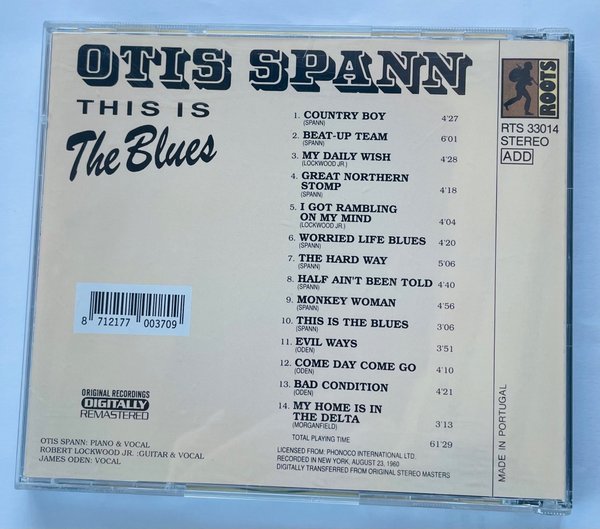 OTIS SPANN
THIS IS
The Blues
1. COUNTRY BOY 4'27
(SPANN)
2. BEAT-UP TEAM 6'01
(SPANN)
3. MY DAILY WISH 4'28
(LOCKWOOD JR.)
4. GREAT NORTHERN
STOMP 4'18
(SPANN)
5. I GOT RAMBLING
ON MY MIND 4'04
(LOCKWOOD JR.)
6. WORRIED LIFE BLUES 4'20
(SPANN)
7. THE HARD WAY 5'06
(SPANN)
8. HALF AIN'T BEEN TOLD 4'40
(SPANN)
9. MONKEY WOMAN 4'56
(SPANN)
10. THIS IS THE BLUES 3'06
(SPANN)
11. EVIL WAYS 3'51
(ODEN)
12. COME DAY COME GO 4'10
(ODEN)
13. BAD CONDITION 4'21
(ODEN)
14. MY HOME IS IN
THE DELTA 3'13
(MORGANFIELD)
TOTAL PLAYING TIME 61'29
LICENSED FROM: PHONOCO INTERNATIONAL LTD.
RECORDED IN NEW YORK, AUGUST 23, 1960
DIGITALLY TRANSFERRED FROM ORIGINAL STEREO MASTERS
8 712177 003709
ORIGINAL RECORDINGS
DIGITALLY
REMASTERED
OTIS SPANN: PIANO & VOCAL
ROBERT LOCKWOOD JR. :GUITAR & VOCAL
JAMES ODEN: VOCAL
ROOTS
RTS 33014
STEREO
ADD
MADE IN PORTUGAL